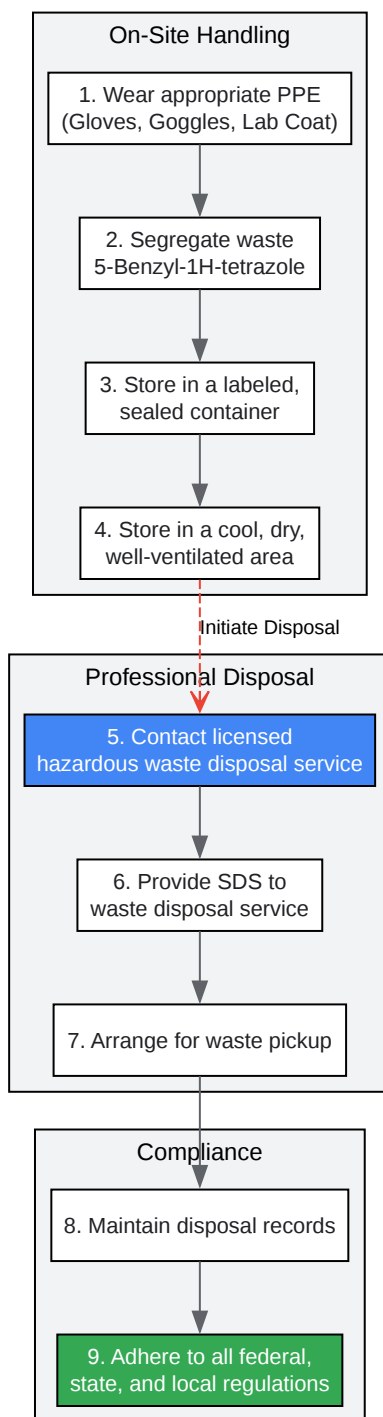 On-Site Handling
1. Wear appropriate PPE
(Gloves, Goggles, Lab Coat)
2. Segregate waste
5-Benzyl-1H-tetrazole
3. Store in a labeled,
sealed container
4. Store in a cool, dry,
well-ventilated area
Initiate Disposal
Professional Disposal
5. Contact licensed
hazardous waste disposal service
6. Provide SDS to
waste disposal service
7. Arrange for waste pickup
Compliance
8. Maintain disposal records
9. Adhere to all federal,
state, and local regulations